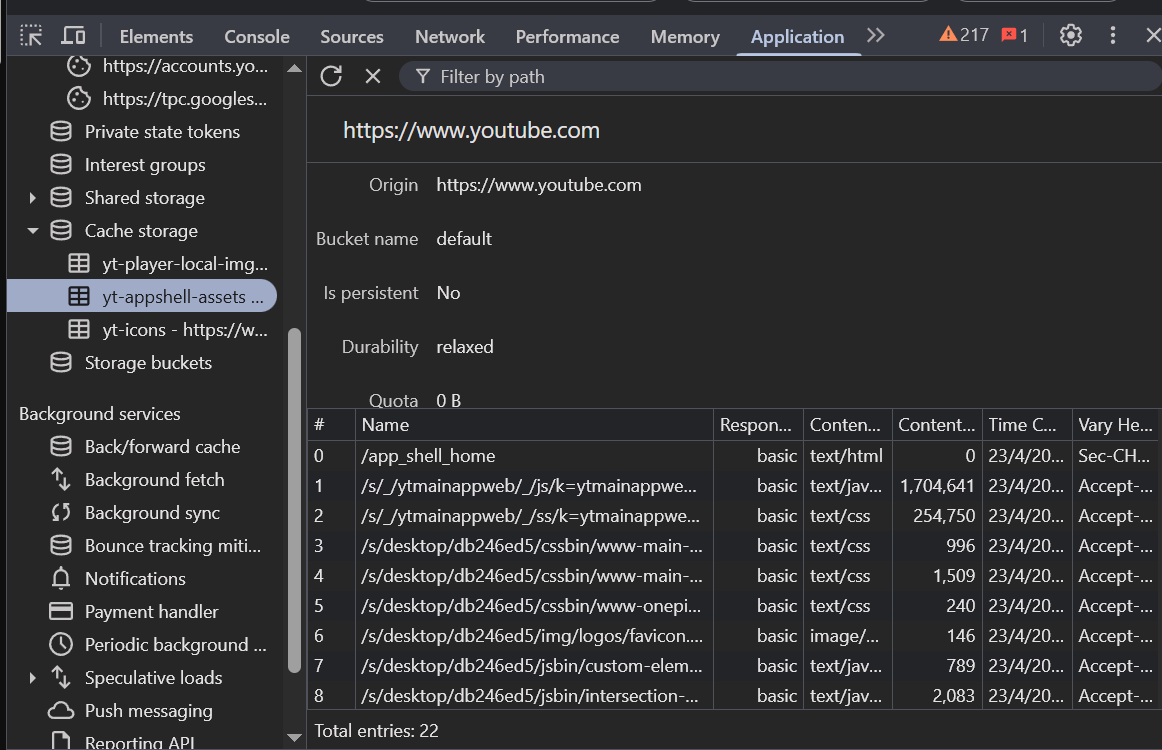 Elements Console Sources Network Performance Memory Application 217 1
https://accounts.yo...
https://tpc.googles...
Private state tokens
Interest groups
Shared storage
Cache storage
yt-player-local-img...
yt-appshell-assets ...
yt-icons - https://w...
Storage buckets
Background services
Back/forward cache
Background fetch
Background sync
Bounce tracking miti...
Notifications
Payment handler
Periodic background ...
Speculative loads
Push messaging
Reporting API
Filter by path
https://www.youtube.com
Origin https://www.youtube.com
Bucket name default
Is persistent No
Durability relaxed
Quota 0 B
# Name Respon... Conten... Content... Time C... Vary He...
0 /app_shell_home basic text/html 0 23/4/20... Sec-CH...
1 /s/_/ytmainappweb/_/js/k=ytmainappwe... basic text/jav... 1,704,641 23/4/20... Accept-...
2 /s/_/ytmainappweb/_/ss/k=ytmainappwe... basic text/css 254,750 23/4/20... Accept-...
3 /s/desktop/db246ed5/cssbin/www-main-... basic text/css 996 23/4/20... Accept-...
4 /s/desktop/db246ed5/cssbin/www-main-... basic text/css 1,509 23/4/20... Accept-...
5 /s/desktop/db246ed5/cssbin/www-onepi... basic text/css 240 23/4/20... Accept-...
6 /s/desktop/db246ed5/img/logos/favicon.... basic image/... 146 23/4/20... Accept-...
7 /s/desktop/db246ed5/jsbin/custom-elem... basic text/jav... 789 23/4/20... Accept-...
8 /s/desktop/db246ed5/jsbin/intersection-... basic text/jav... 2,083 23/4/20... Accept-...
Total entries: 22